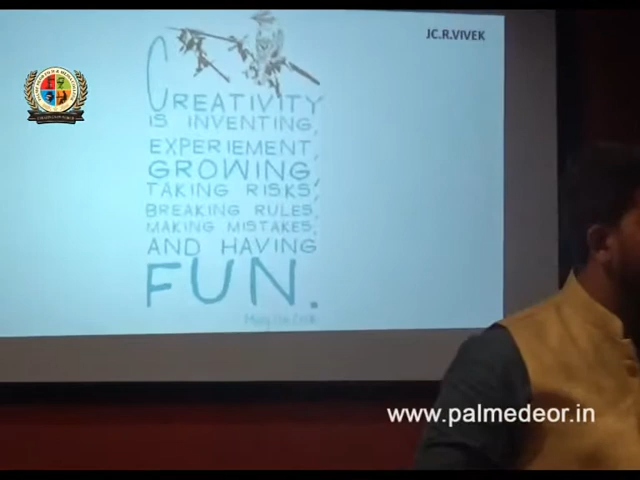 JC.R.VIVEK
CREATIVITY
IS INVENTING,
EXPERIEMENT,
GROWING,
TAKING RISKS,
BREAKING RULES,
MAKING MISTAKES,
AND HAVING
FUN.
www.palmedeor.in